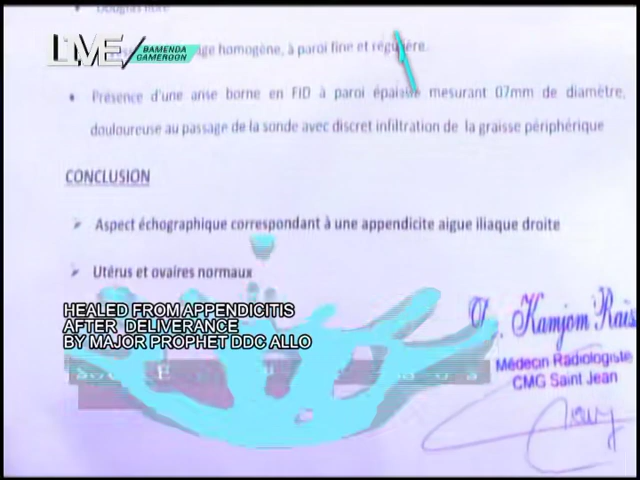 Douglas libre
LIVE BAMENDA
CAMEROON
homogène, à paroi fine et régulière.
• Présence d'une anse borne en FID à paroi épaissie mesurant 07mm de diamètre,
douloureuse au passage de la sonde avec discret infiltration de la graisse périphérique
CONCLUSION
➤ Aspect échographique correspondant à une appendicite aigue iliaque droite
➤ Utérus et ovaires normaux
HEALED FROM APPENDICITIS
AFTER DELIVERANCE
BY MAJOR PROPHET DDC ALLO
Kamjom
Médecin Radiologiste
CMG Saint Jean